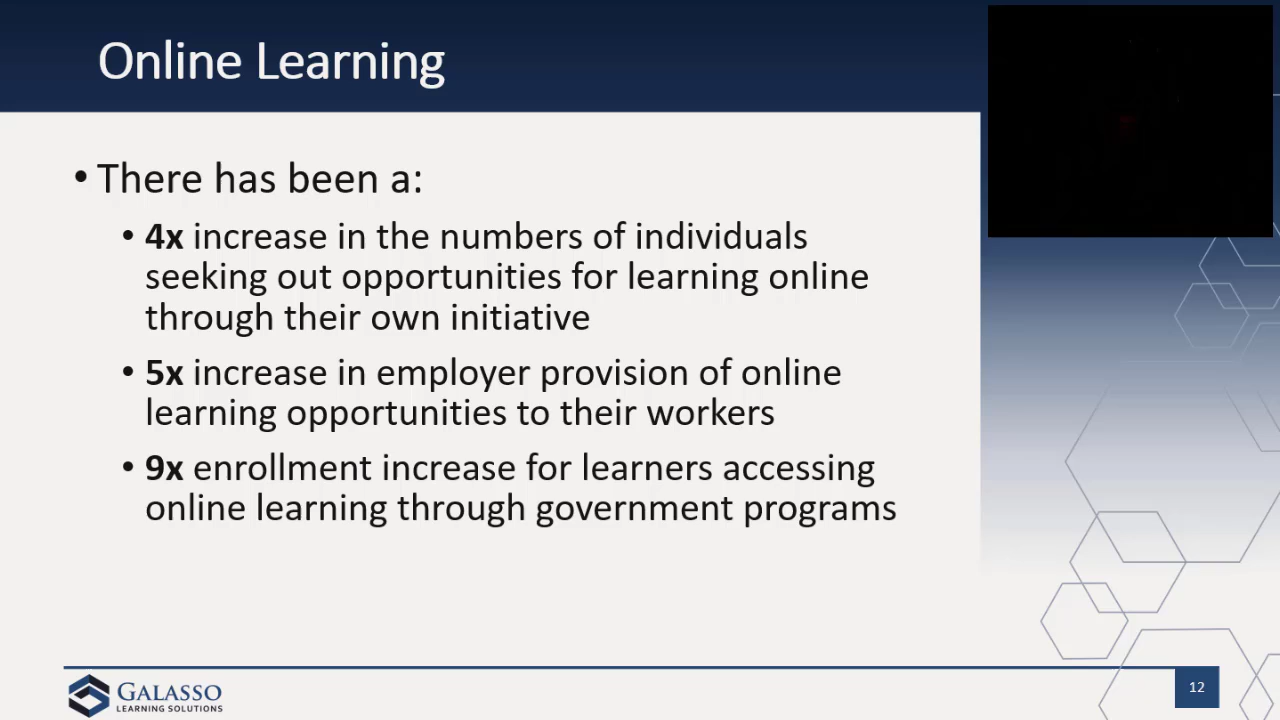 Online Learning
• There has been a:
• 4x increase in the numbers of individuals
seeking out opportunities for learning online
through their own initiative
• 5x increase in employer provision of online
learning opportunities to their workers
• 9x enrollment increase for learners accessing
online learning through government programs
GALASSO
LEARNING SOLUTIONS
12